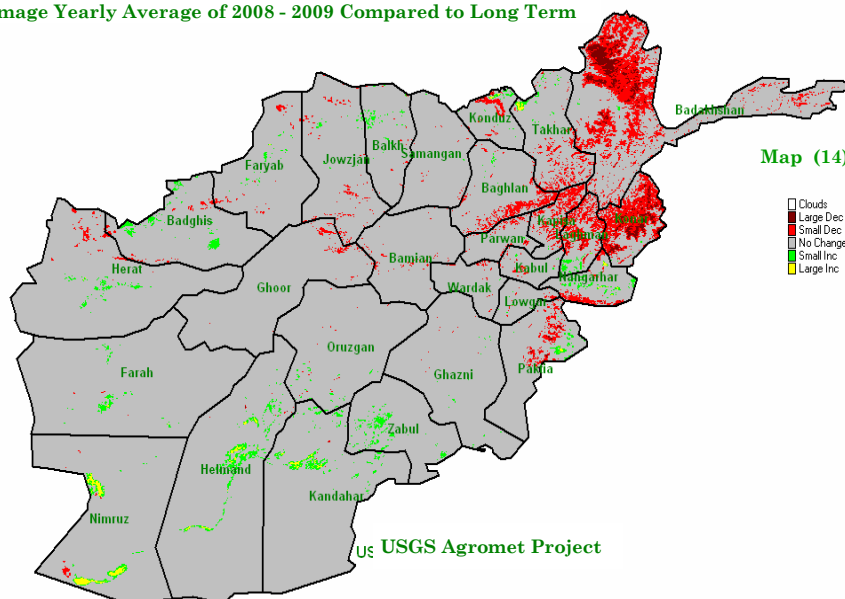 mage Yearly Average of 2008 - 2009 Compared to Long Term
Badakhshan
Konduz
Takhar
Balkh
Samangan
Jowzjan
Faryab
Map (14)
Baghlan
Clouds
Large Dec
Small Dec
No Change
Small Inc
Large Inc
Badghis
Kapisa
Parwan
Herat
Bamian
Kabul
Nangarhar
Ghoor
Wardak
Lowgar
Oruzgan
Farah
Ghazni
Paktia
Zabul
Helmand
Kandahar
Nimruz
US USGS Agromet Project